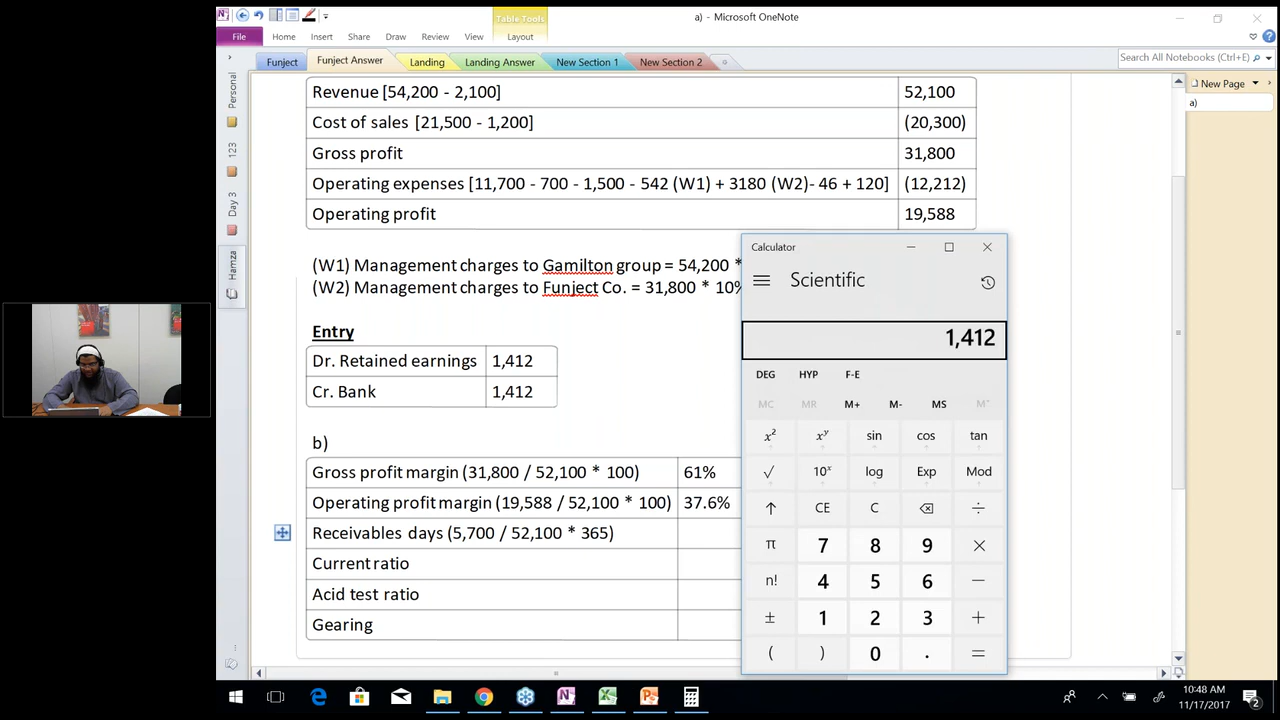 a) - Microsoft OneNote
Table Tools
File Home Insert Share Draw Review View Layout
Funject Funject Answer Landing Landing Answer New Section 1 New Section 2
Search All Notebooks (Ctrl+E)
New Page
a)
Personal
123
Day 3
Hamza
Revenue [54,200 - 2,100] 52,100
Cost of sales [21,500 - 1,200] (20,300)
Gross profit 31,800
Operating expenses [11,700 - 700 - 1,500 - 542 (W1) + 3180 (W2)- 46 + 120] (12,212)
Operating profit 19,588
(W1) Management charges to Gamilton group = 54,200 *
(W2) Management charges to Funject Co. = 31,800 * 10%
Entry
Dr. Retained earnings 1,412
Cr. Bank 1,412
b)
Gross profit margin (31,800 / 52,100 * 100) 61%
Operating profit margin (19,588 / 52,100 * 100) 37.6%
Receivables days (5,700 / 52,100 * 365)
Current ratio
Acid test ratio
Gearing
Calculator
Scientific
1,412
DEG HYP F-E
MC MR M+ M- MS M˅
x² xʸ sin cos tan
√ 10ˣ log Exp Mod
↑ CE C ⌫ ÷
π 7 8 9 ×
n! 4 5 6 −
± 1 2 3 +
( ) 0 . =
10:48 AM
11/17/2017
2